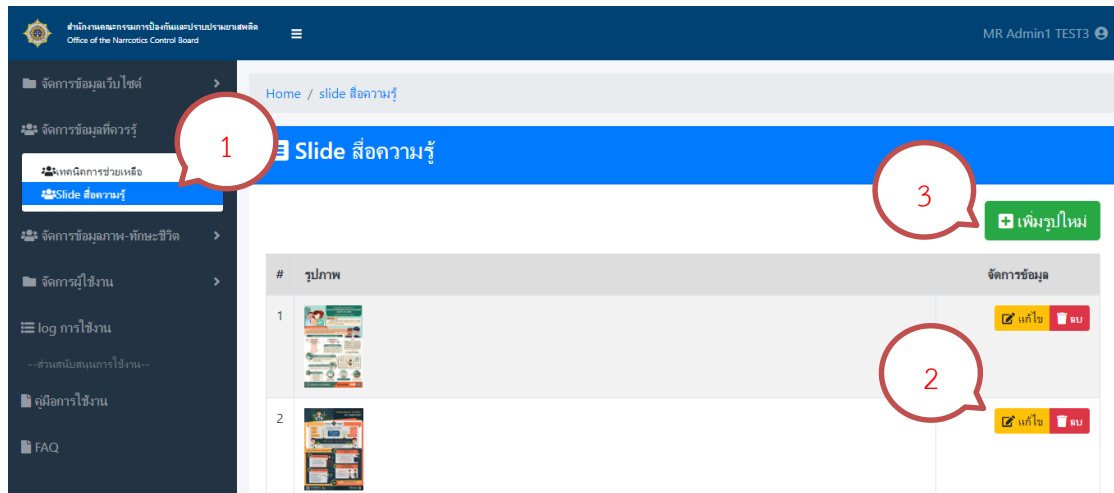 สำนักงานคณะกรรมการป้องกันและปราบปรามยาเสพติด
Office of the Narrcotics Control Board
MR Admin1 TEST3
จัดการข้อมูลเว็บไซต์
Home / slide สื่อความรู้
จัดการข้อมูลที่ควรรู้
1
Slide สื่อความรู้
เทคนิคการช่วยเหลือ
Slide สื่อความรู้
3
เพิ่มรูปใหม่
จัดการข้อมูลภาพ-ทักษะชีวิต
# รูปภาพ จัดการข้อมูล
จัดการผู้ใช้งาน
1 แก้ไข ลบ
log การใช้งาน
--ส่วนสนับสนุนการใช้งาน--
2
คู่มือการใช้งาน
2 แก้ไข ลบ
FAQ